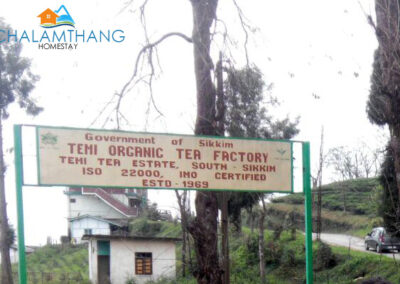 CHALAMTHANG
HOMESTAY
Government of Sikkim
TEMI ORGANIC TEA FACTORY
TEMI TEA ESTATE, SOUTH - SIKKIM
ISO 22000, IMO CERTIFIED
ESTD - 1969